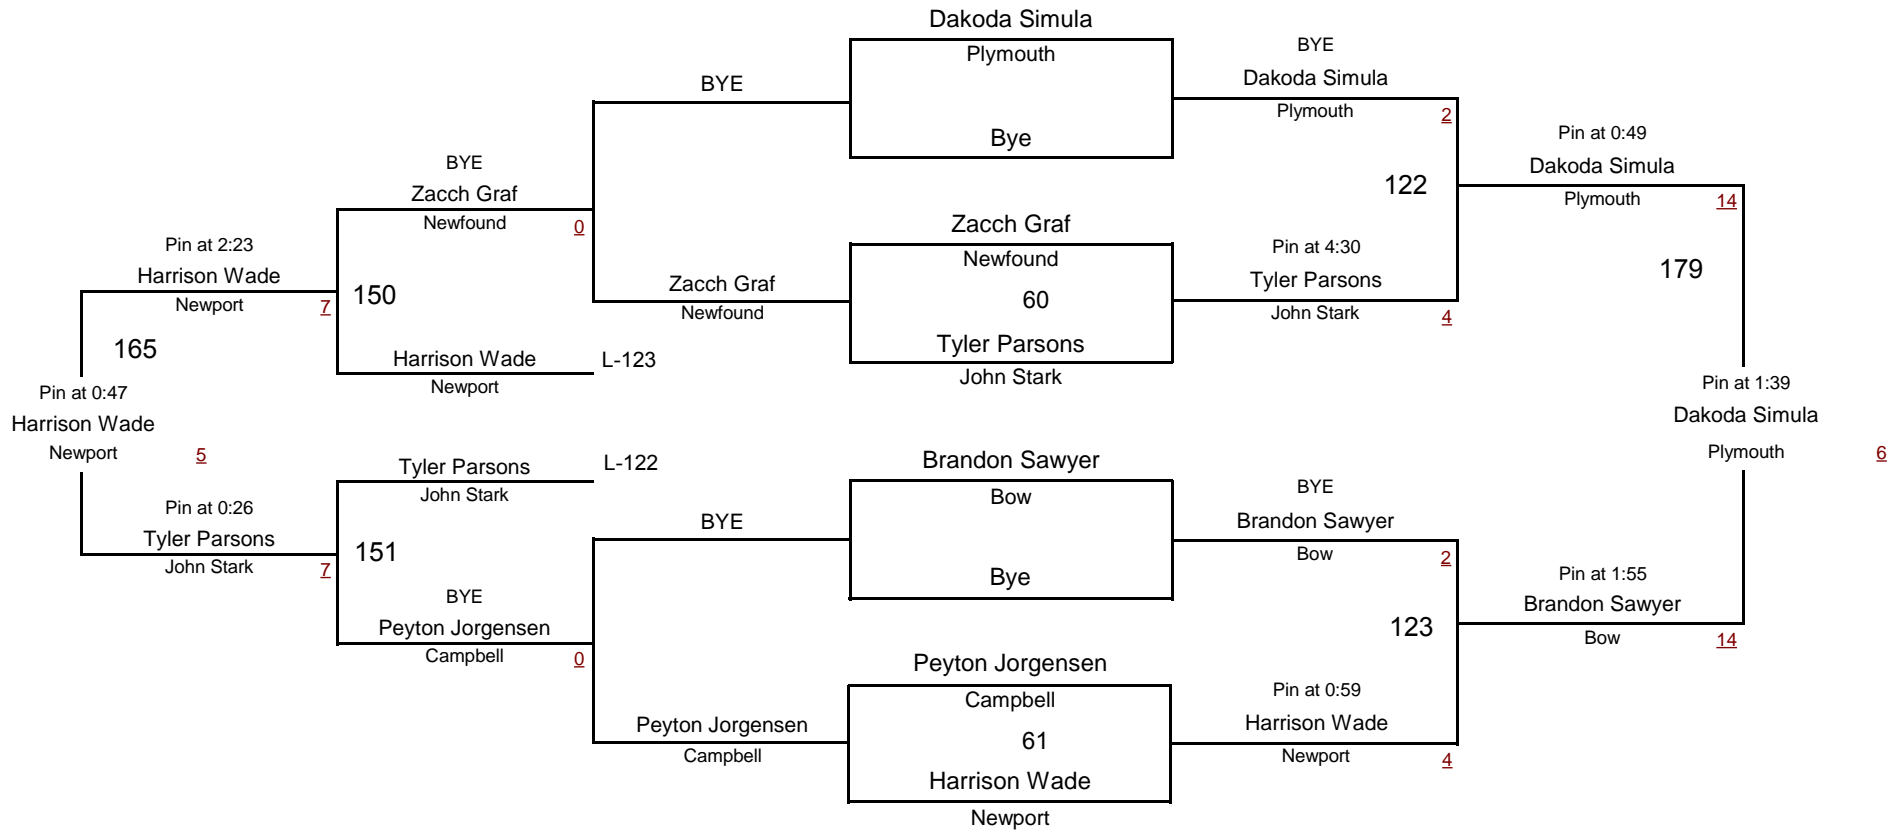 Dakoda Simula
Plymouth
Bye
Zacch Graf
Newfound
60
Tyler Parsons
John Stark
Brandon Sawyer
Bow
Bye
Peyton Jorgensen
Campbell
61
Harrison Wade
Newport
BYE
Dakoda Simula
Plymouth
2
122
Pin at 4:30
Tyler Parsons
John Stark
4
BYE
Brandon Sawyer
Bow
2
123
Pin at 0:59
Harrison Wade
Newport
4
Pin at 0:49
Dakoda Simula
Plymouth
14
179
Pin at 1:55
Brandon Sawyer
Bow
14
Pin at 1:39
Dakoda Simula
Plymouth
6
BYE
Zacch Graf
Newfound
BYE
Peyton Jorgensen
Campbell
BYE
Zacch Graf
Newfound
0
150
Harrison Wade
L-123
Newport
Tyler Parsons
L-122
John Stark
151
BYE
Peyton Jorgensen
Campbell
0
Pin at 2:23
Harrison Wade
Newport
7
165
Pin at 0:26
Tyler Parsons
John Stark
7
Pin at 0:47
Harrison Wade
Newport
5